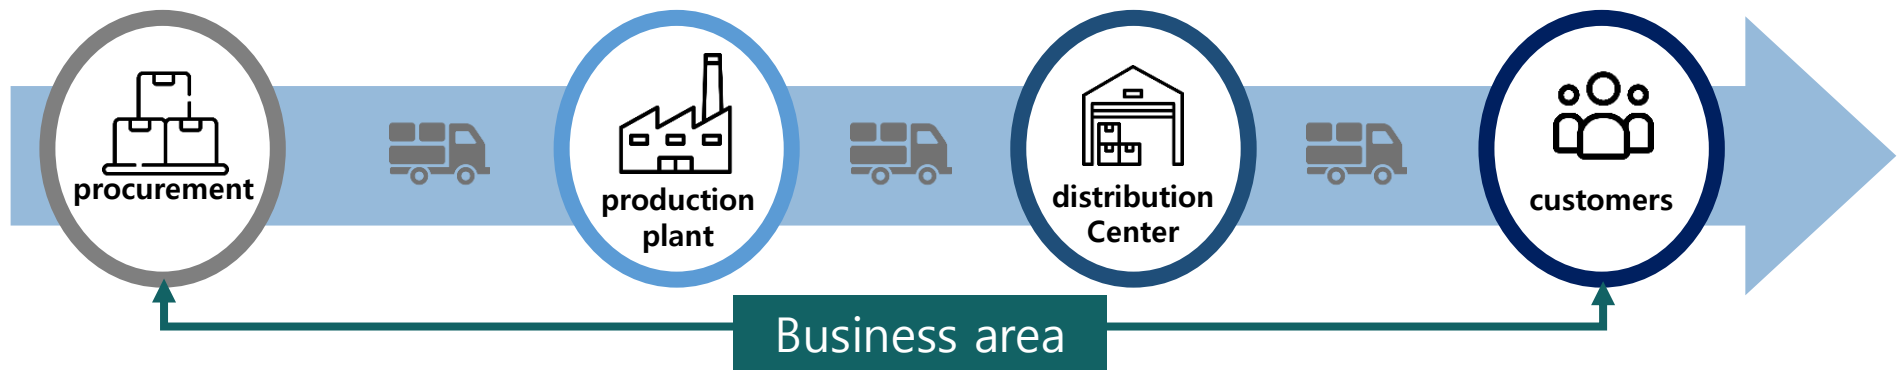 procurement
production
plant
distribution
Center
customers
Business area